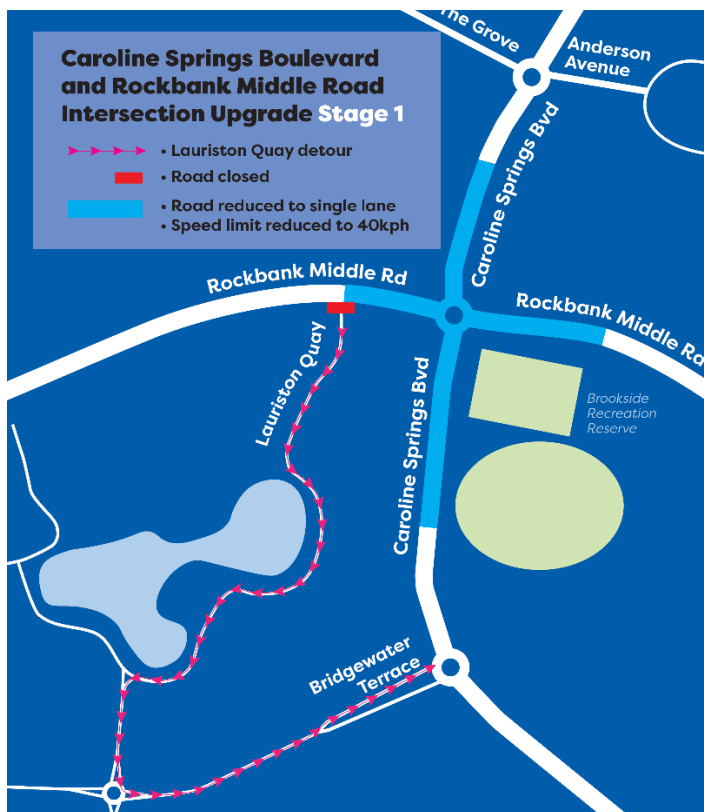 Caroline Springs Boulevard
and Rockbank Middle Road
Intersection Upgrade Stage 1
• Lauriston Quay detour
• Road closed
• Road reduced to single lane
• Speed limit reduced to 40kph
The Grove
Anderson
Avenue
Caroline Springs Bvd
Rockbank Middle Rd
Rockbank Middle Rd
Lauriston Quay
Brookside
Recreation
Reserve
Caroline Springs Bvd
Bridgewater
Terrace